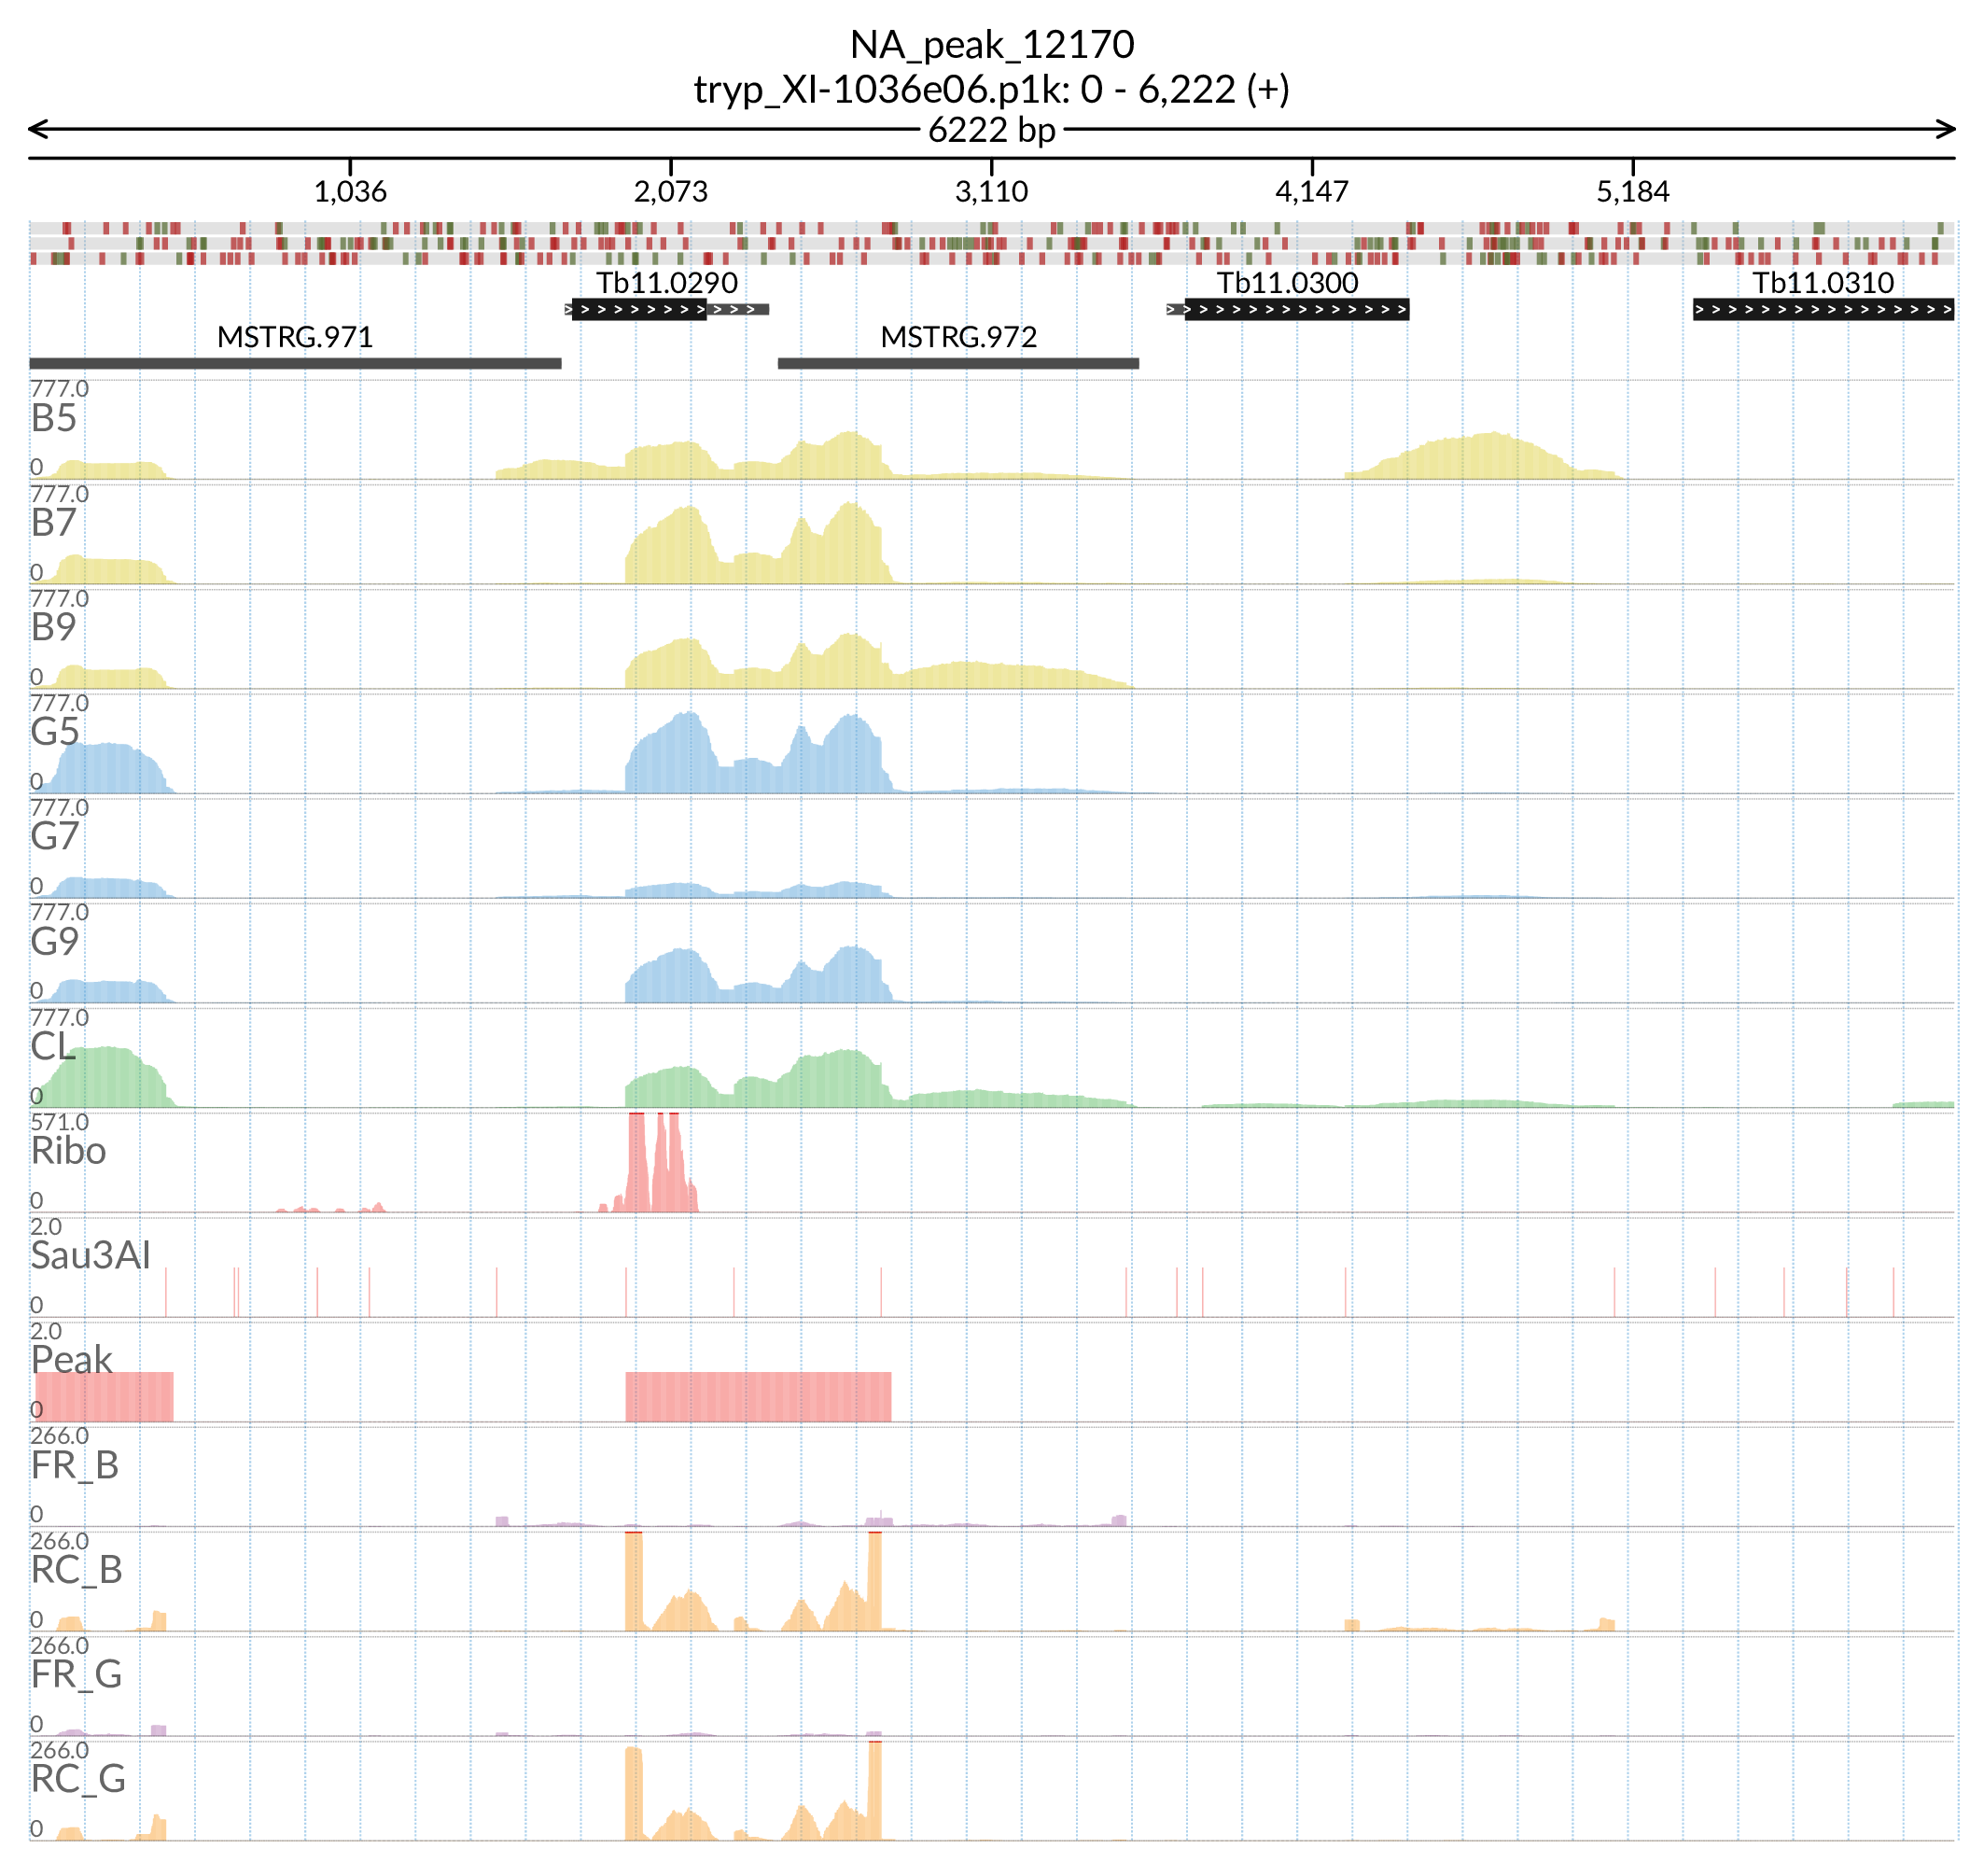 NA_peak_12170
tryp_XI-1036e06.p1k: 0 - 6,222 (+)
6222 bp
1,036 2,073 3,110 4,147 5,184
Tb11.0290 Tb11.0300 Tb11.0310
MSTRG.971 MSTRG.972
777.0
B5
0
777.0
B7
0
777.0
B9
0
777.0
G5
0
777.0
G7
0
777.0
G9
0
777.0
CL
0
571.0
Ribo
0
2.0
Sau3AI
0
2.0
Peak
0
266.0
FR_B
0
266.0
RC_B
0
266.0
FR_G
0
266.0
RC_G
0